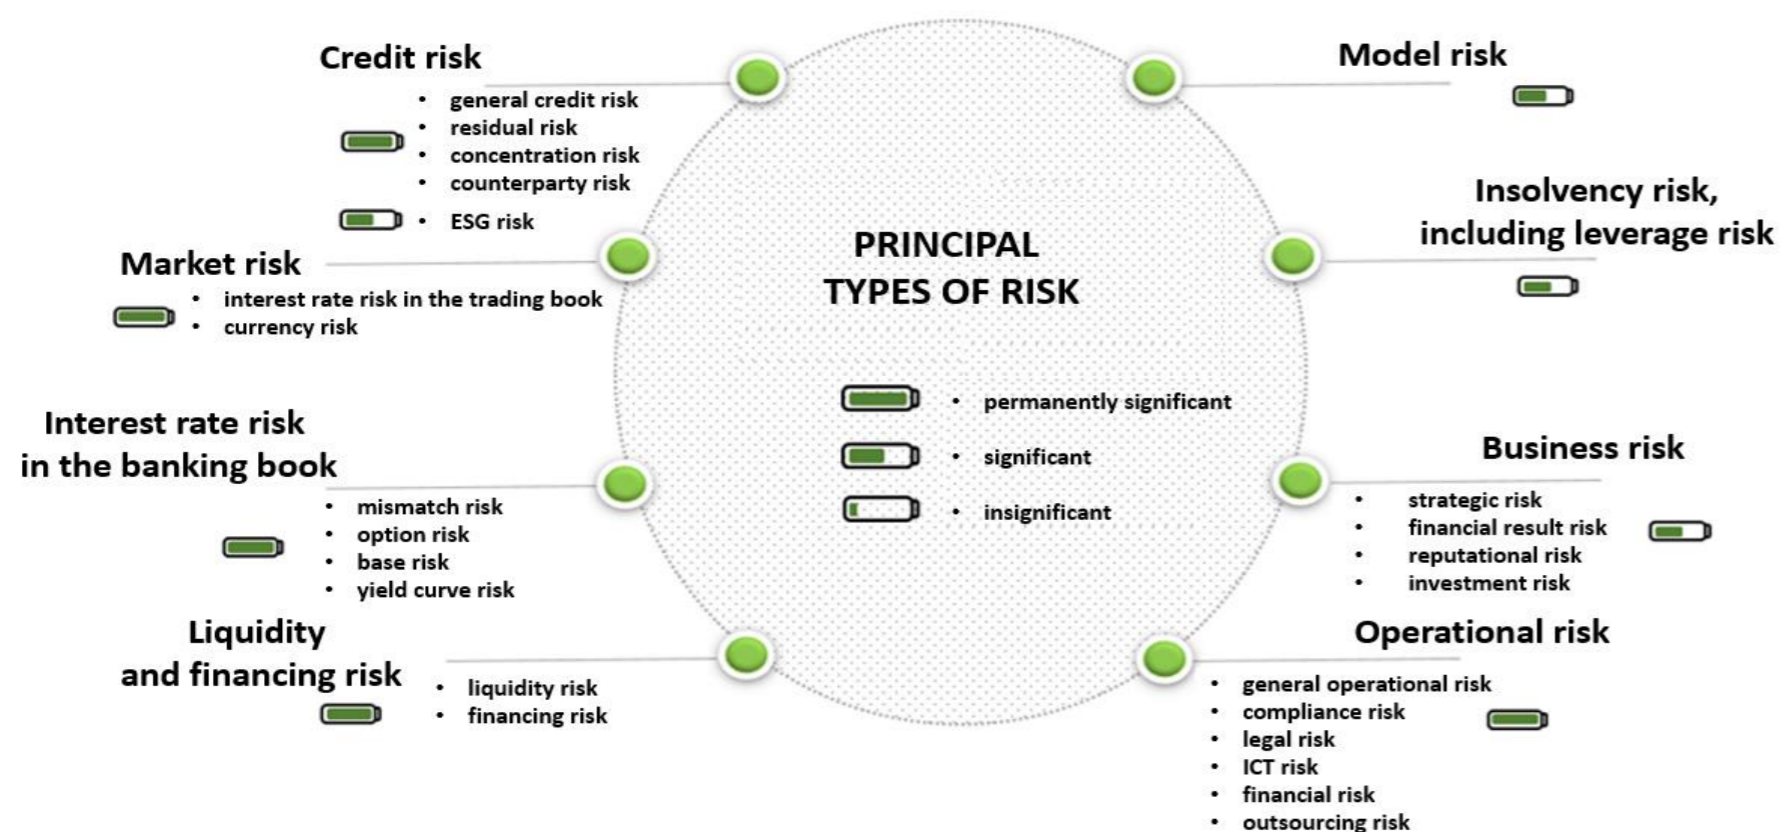 Credit risk
• general credit risk
• residual risk
• concentration risk
• counterparty risk
• ESG risk
Market risk
• interest rate risk in the trading book
• currency risk
Interest rate risk
in the banking book
• mismatch risk
• option risk
• base risk
• yield curve risk
Liquidity
and financing risk
• liquidity risk
• financing risk
PRINCIPAL
TYPES OF RISK
• permanently significant
• significant
• insignificant
Model risk
Insolvency risk,
including leverage risk
Business risk
• strategic risk
• financial result risk
• reputational risk
• investment risk
Operational risk
• general operational risk
• compliance risk
• legal risk
• ICT risk
• financial risk
• outsourcing risk